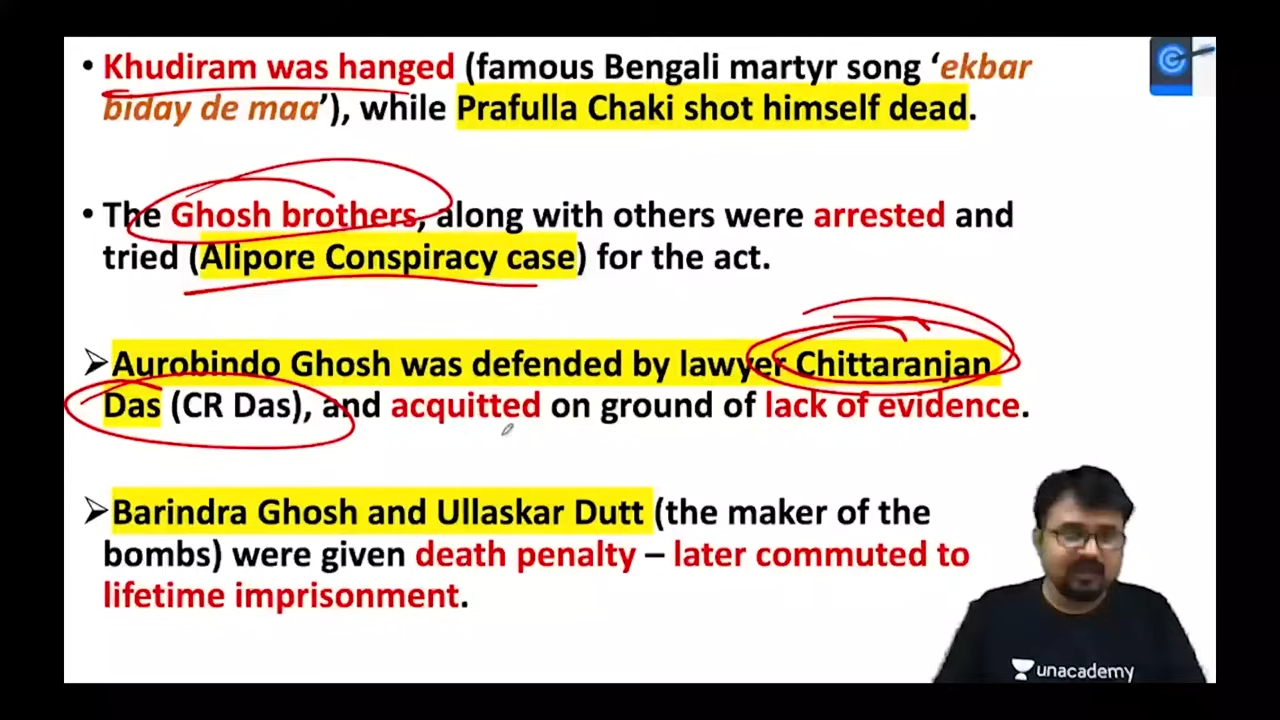 • Khudiram was hanged (famous Bengali martyr song ‘ekbar
biday de maa’), while Prafulla Chaki shot himself dead.
• The Ghosh brothers, along with others were arrested and
tried (Alipore Conspiracy case) for the act.
➢Aurobindo Ghosh was defended by lawyer Chittaranjan
Das (CR Das), and acquitted on ground of lack of evidence.
➢Barindra Ghosh and Ullaskar Dutt (the maker of the
bombs) were given death penalty – later commuted to
lifetime imprisonment.
unacademy